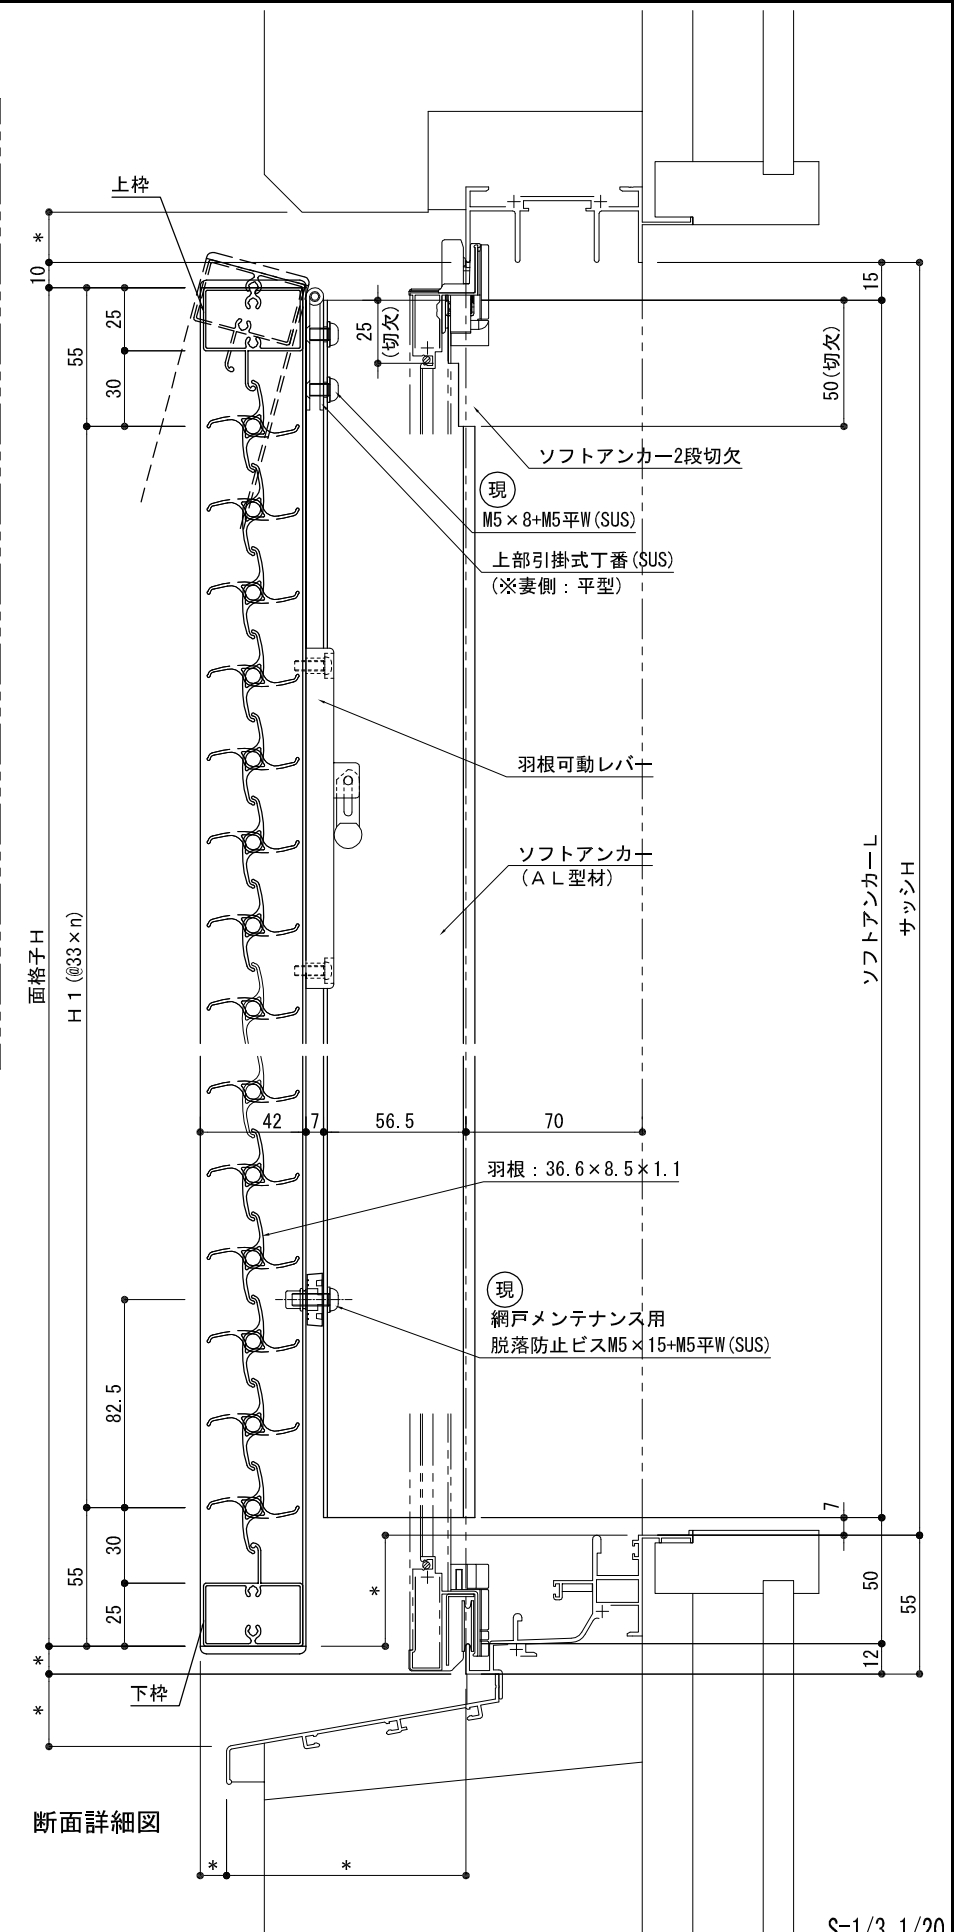 上枠
*
10
25
55
30
25
(切欠)
15
50(切欠)
ソフトアンカー2段切欠
現
M5×8+M5平W(SUS)
上部引掛式丁番(SUS)
(※妻側：平型)
羽根可動レバー
ソフトアンカー
(ＡＬ型材)
面格子Ｈ
Ｈ１(@33×n)
ソフトアンカーＬ
サッシＨ
42
7
56.5
70
羽根：36.6×8.5×1.1
現
網戸メンテナンス用
脱落防止ビスM5×15+M5平W(SUS)
82.5
30
55
25
*
*
*
7
50
55
12
下枠
断面詳細図
*
*
S=1/3,1/20